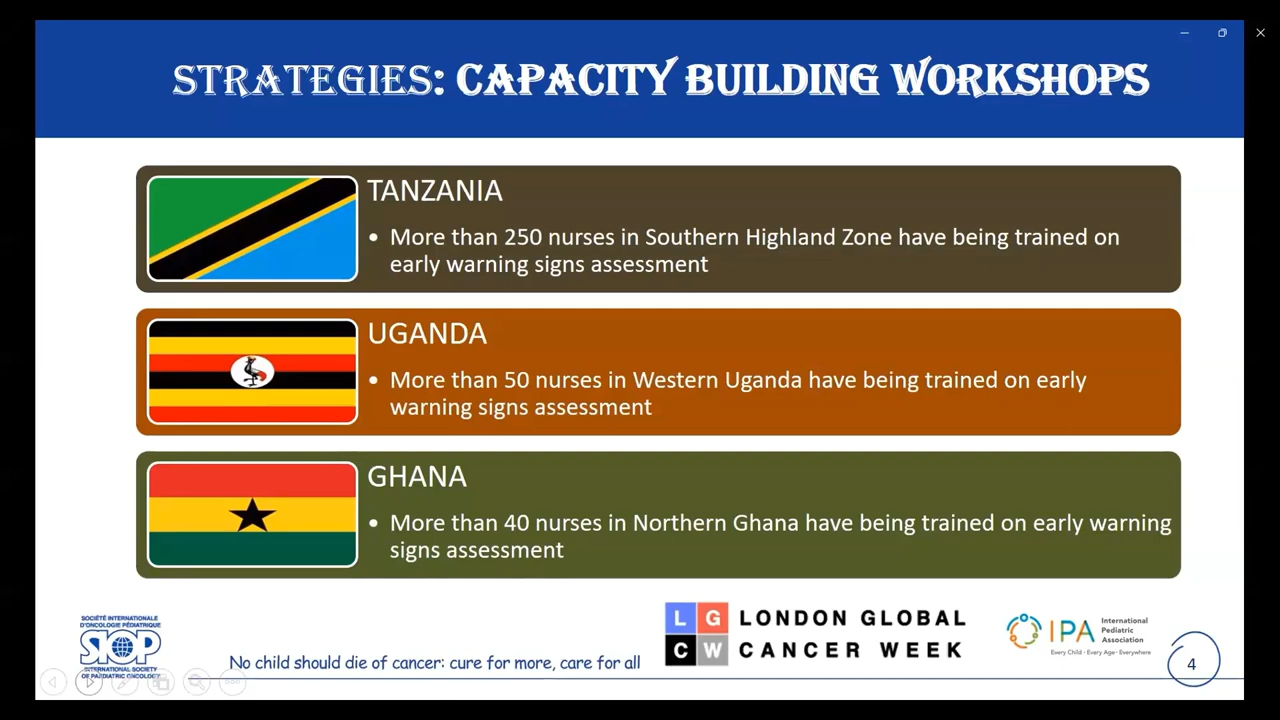 STRATEGIES: CAPACITY BUILDING WORKSHOPS
TANZANIA
• More than 250 nurses in Southern Highland Zone have being trained on
early warning signs assessment
UGANDA
• More than 50 nurses in Western Uganda have being trained on early
warning signs assessment
GHANA
• More than 40 nurses in Northern Ghana have being trained on early warning
signs assessment
SOCIÉTÉ INTERNATIONALE
D'ONCOLOGIE PÉDIATRIQUE
SIOP
INTERNATIONAL SOCIETY
OF PAEDIATRIC ONCOLOGY
No child should die of cancer: cure for more, care for all
L G
C W
LONDON GLOBAL
CANCER WEEK
IPA
International
Pediatric
Association
Every Child · Every Age · Everywhere
4